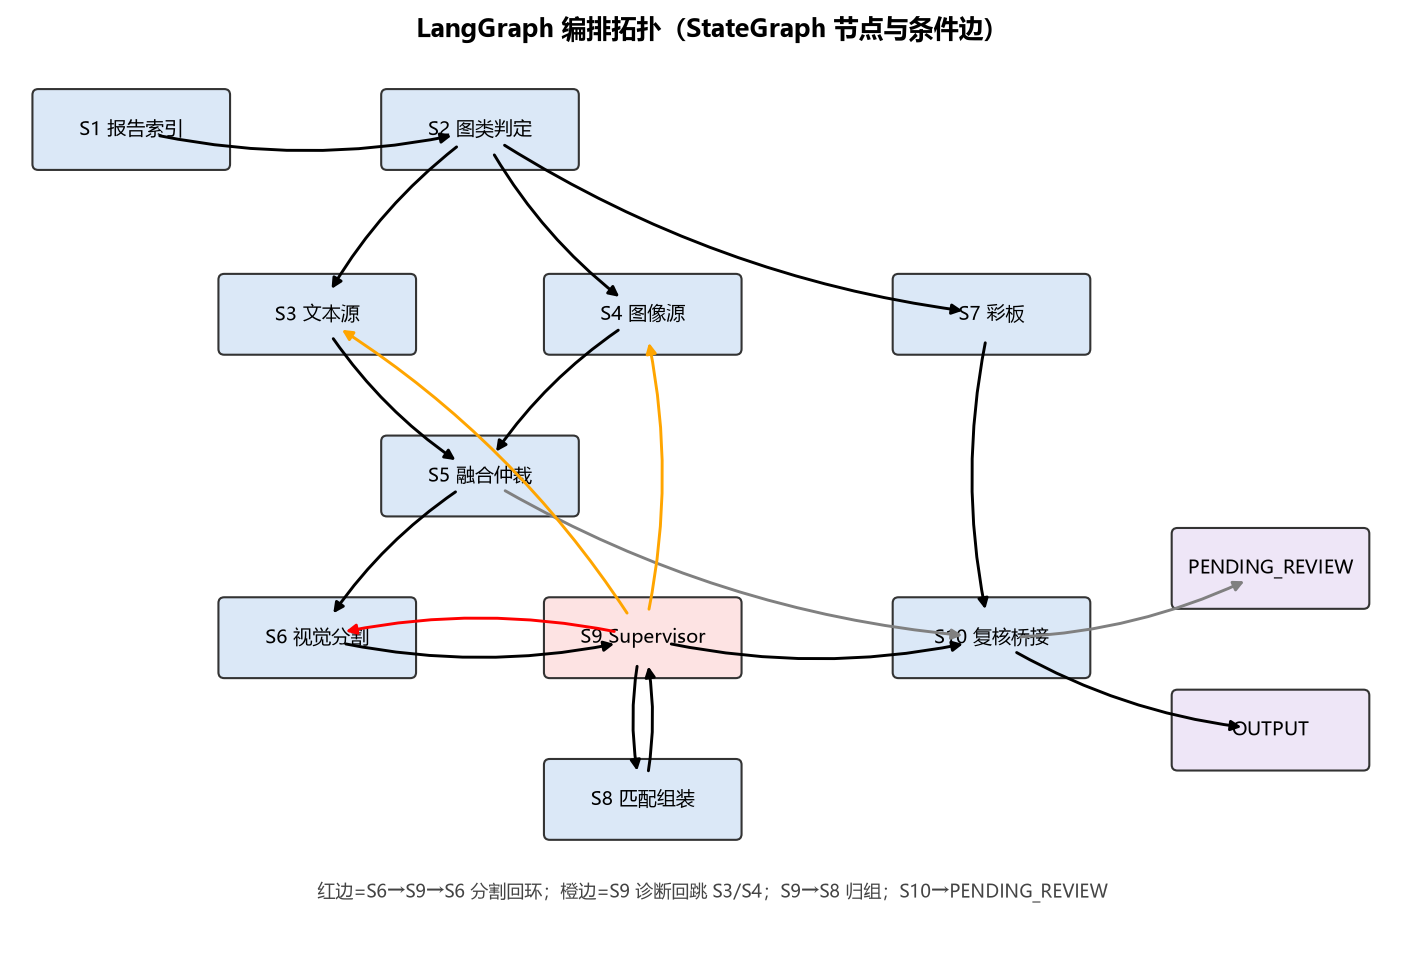 LangGraph 编排拓扑（StateGraph 节点与条件边）
S1 报告索引
S2 图类判定
S3 文本源
S4 图像源
S7 彩板
S5 融合仲裁
PENDING_REVIEW
S6 视觉分割
S9 Supervisor
S10 复核桥接
OUTPUT
S8 匹配组装
红边=S6→S9→S6 分割回环；橙边=S9 诊断回跳 S3/S4；S9→S8 归组；S10→PENDING_REVIEW